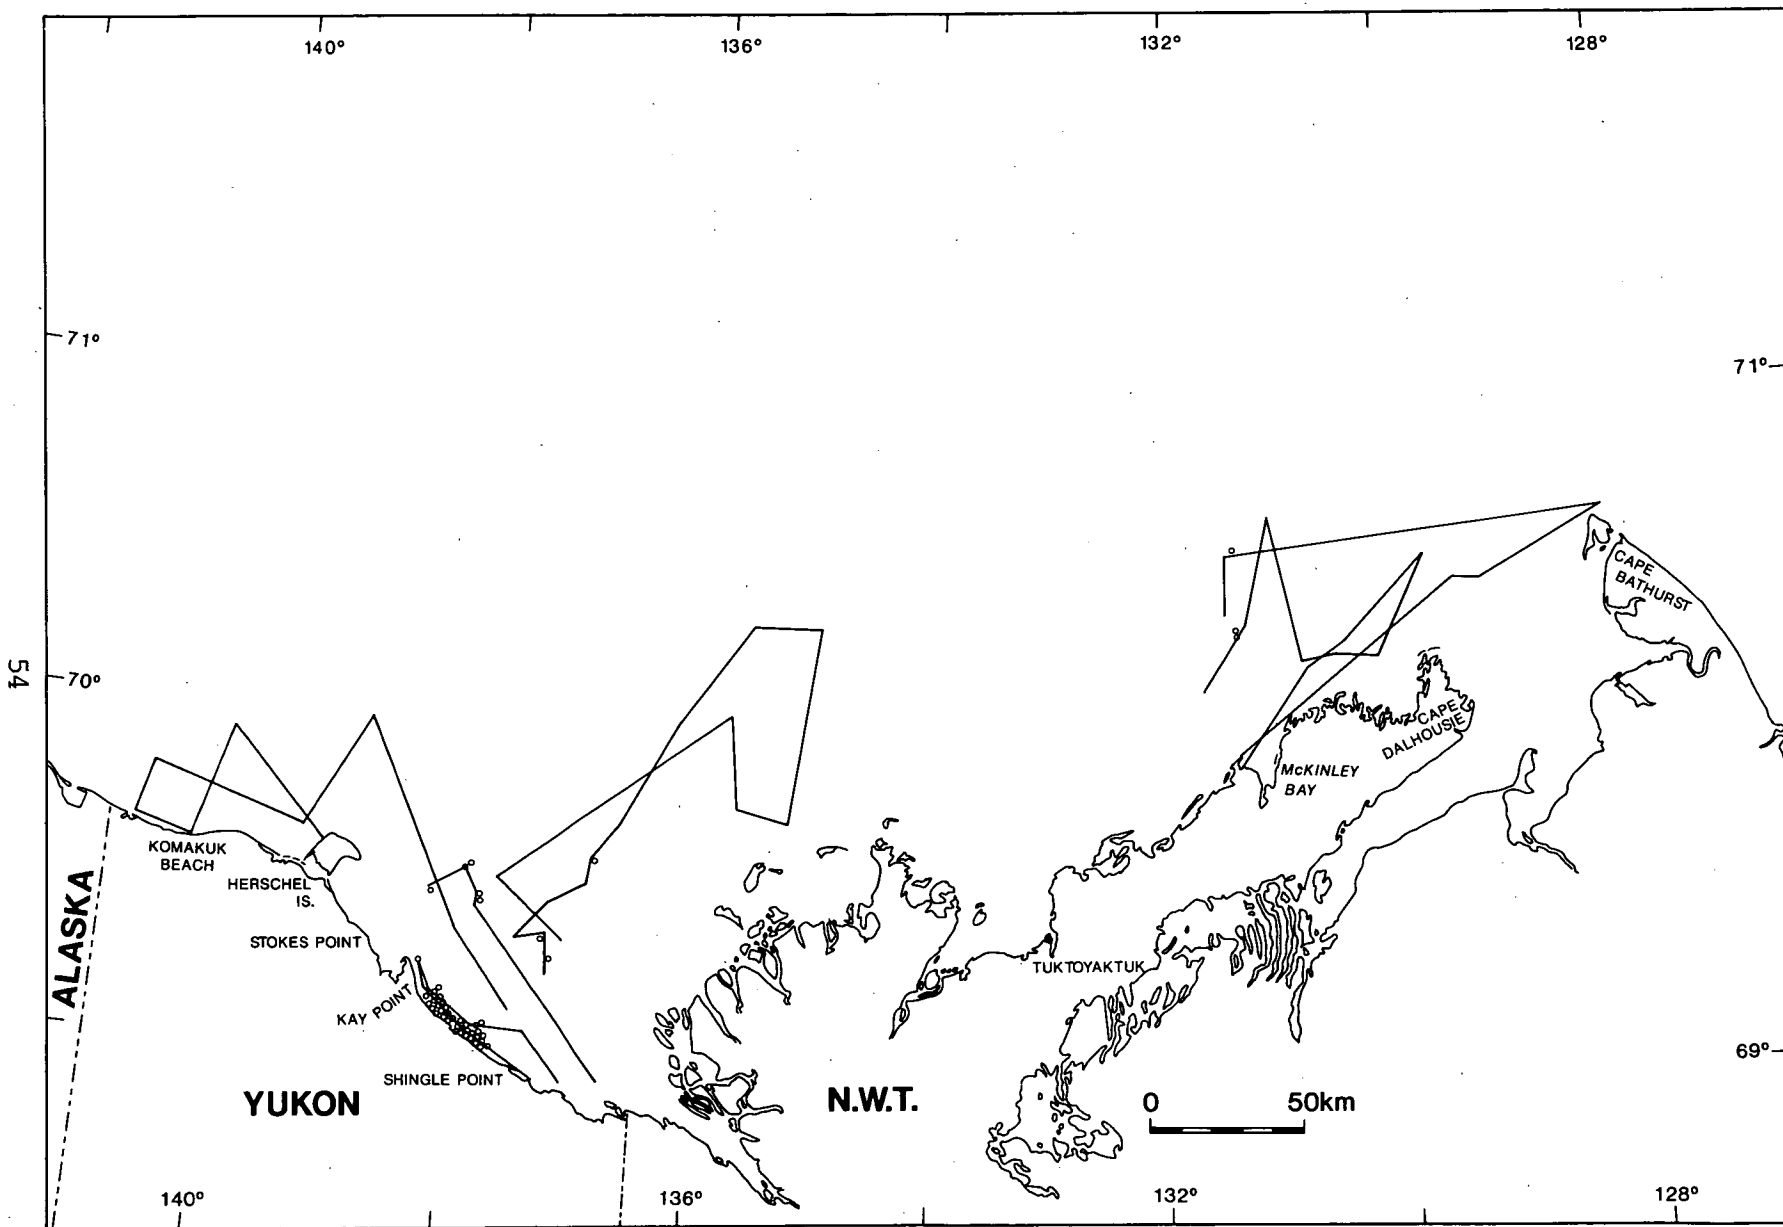 140°
136°
132°
128°
71°
71°
CAPE
BATHURST
70°
54
CAPE
DALHOUSIE
McKINLEY
BAY
KOMAKUK
BEACH
HERSCHEL
IS.
ALASKA
STOKES POINT
TUKTOYAKTUK
KAY POINT
69°
SHINGLE POINT
YUKON
N.W.T.
0 50km
140°
136°
132°
128°